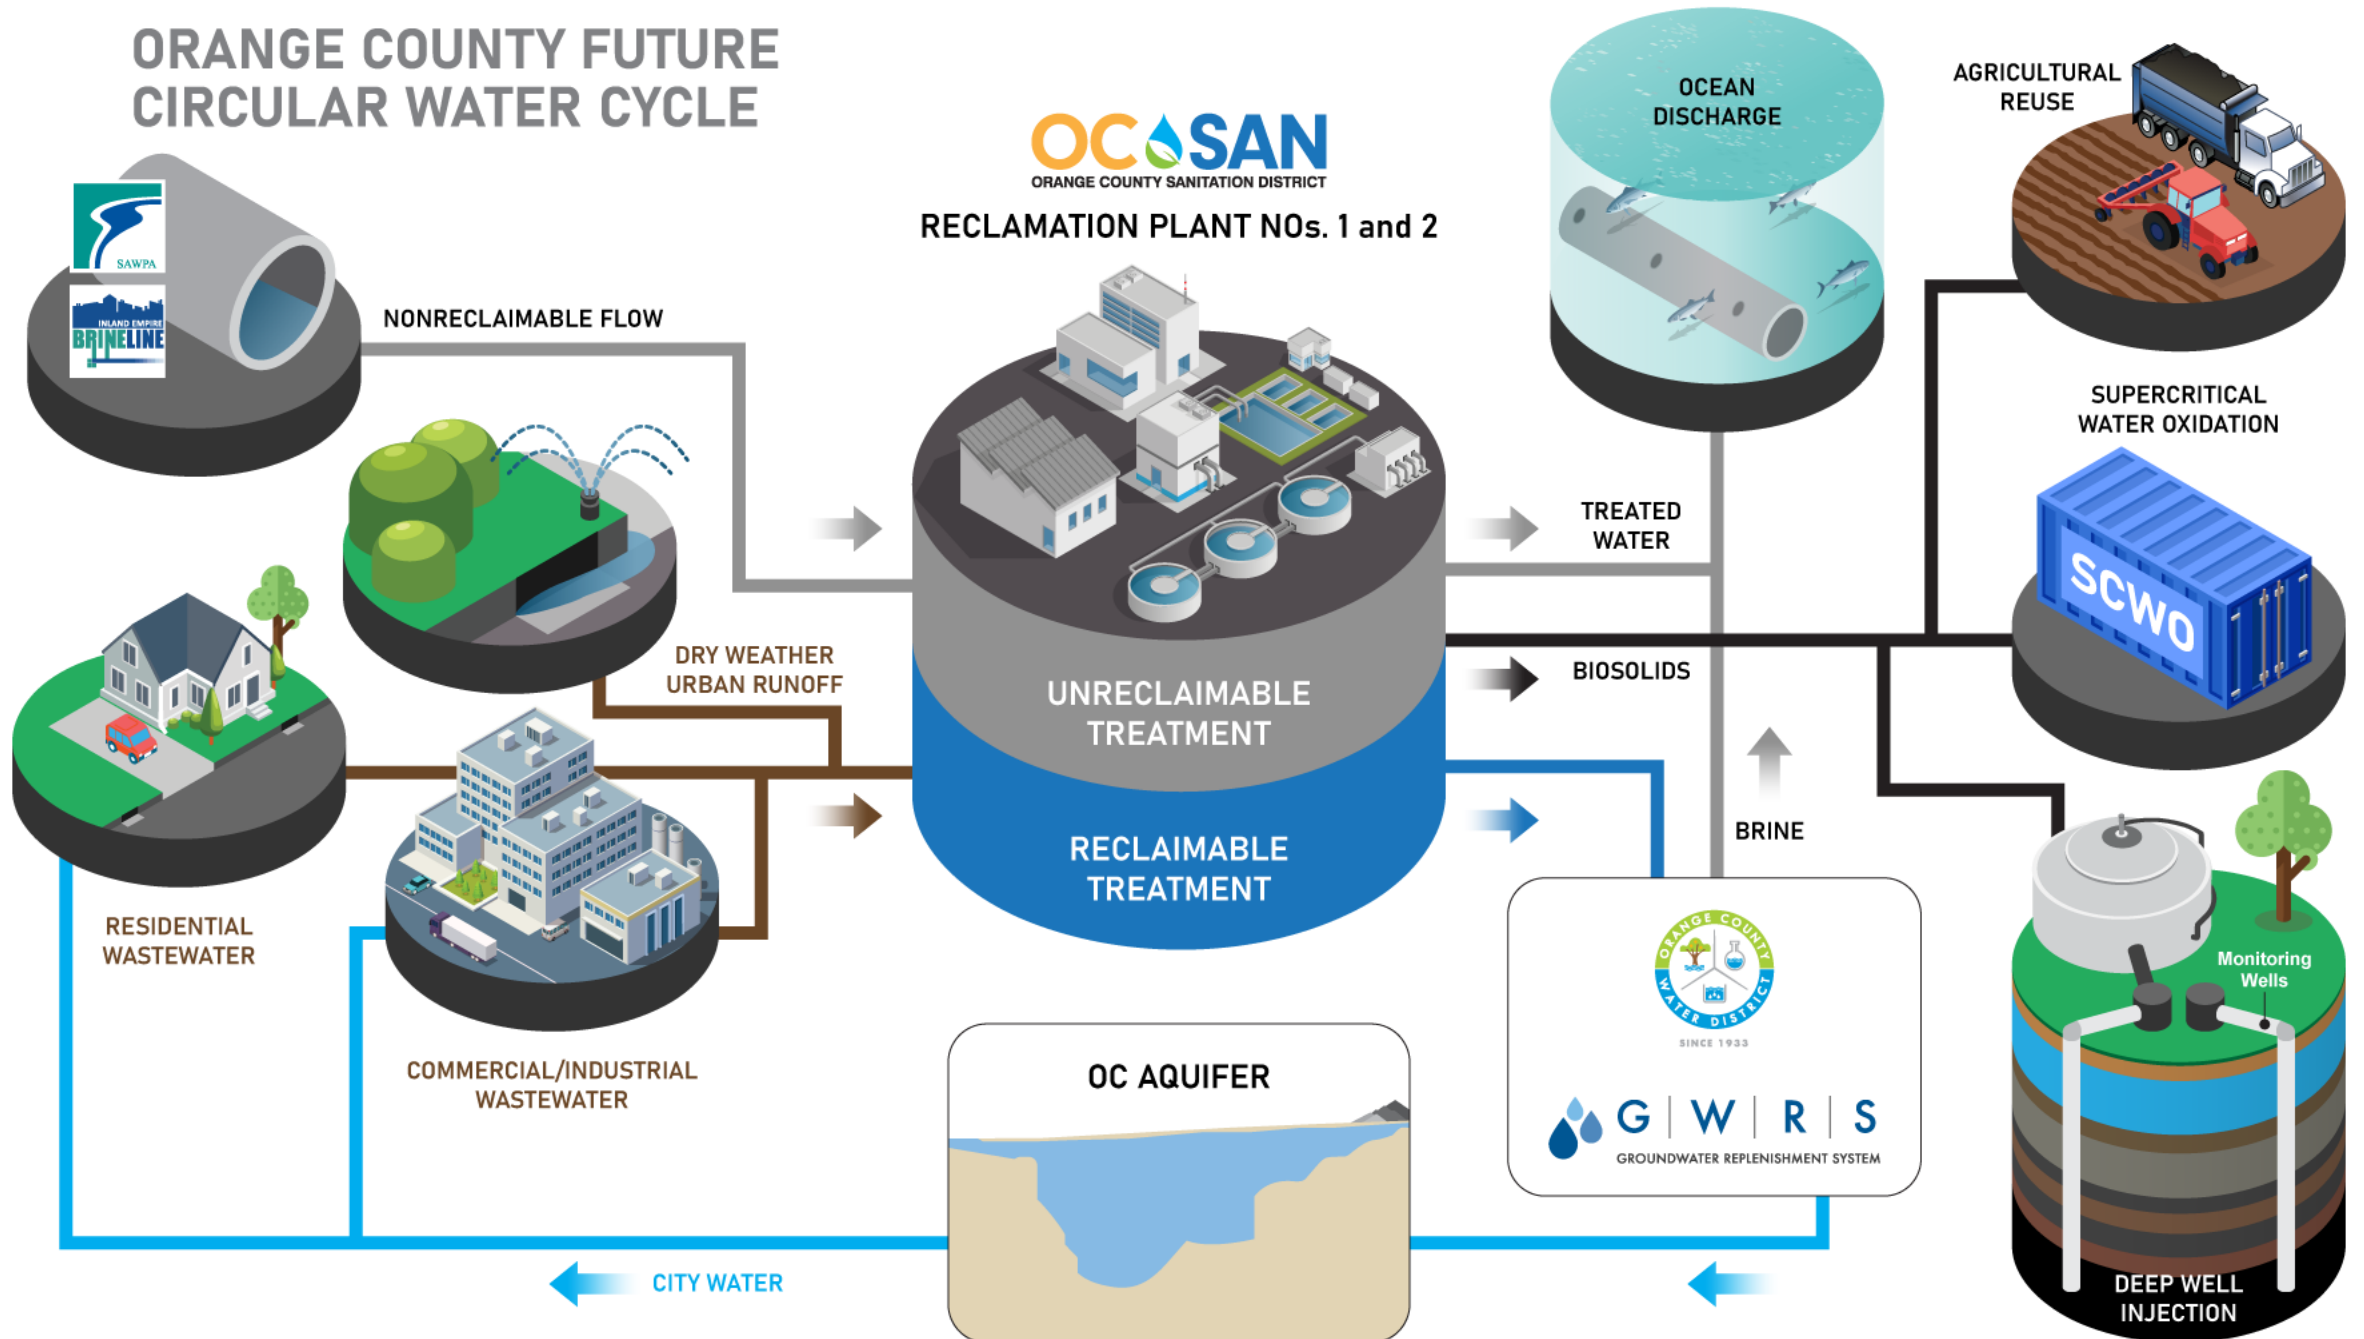 ORANGE COUNTY FUTURE
CIRCULAR WATER CYCLE
SAWPA
INLAND EMPIRE
BRINELINE
NONRECLAIMABLE FLOW
OC SAN
ORANGE COUNTY SANITATION DISTRICT
RECLAMATION PLANT NOs. 1 and 2
OCEAN
DISCHARGE
AGRICULTURAL
REUSE
SUPERCRITICAL
WATER OXIDATION
SCWO
TREATED
WATER
DRY WEATHER
URBAN RUNOFF
BIOSOLIDS
UNRECLAIMABLE
TREATMENT
RECLAIMABLE
TREATMENT
BRINE
RESIDENTIAL
WASTEWATER
COMMERCIAL/INDUSTRIAL
WASTEWATER
ORANGE COUNTY
WATER DISTRICT
SINCE 1933
G | W | R | S
GROUNDWATER REPLENISHMENT SYSTEM
Monitoring
Wells
OC AQUIFER
CITY WATER
DEEP WELL
INJECTION